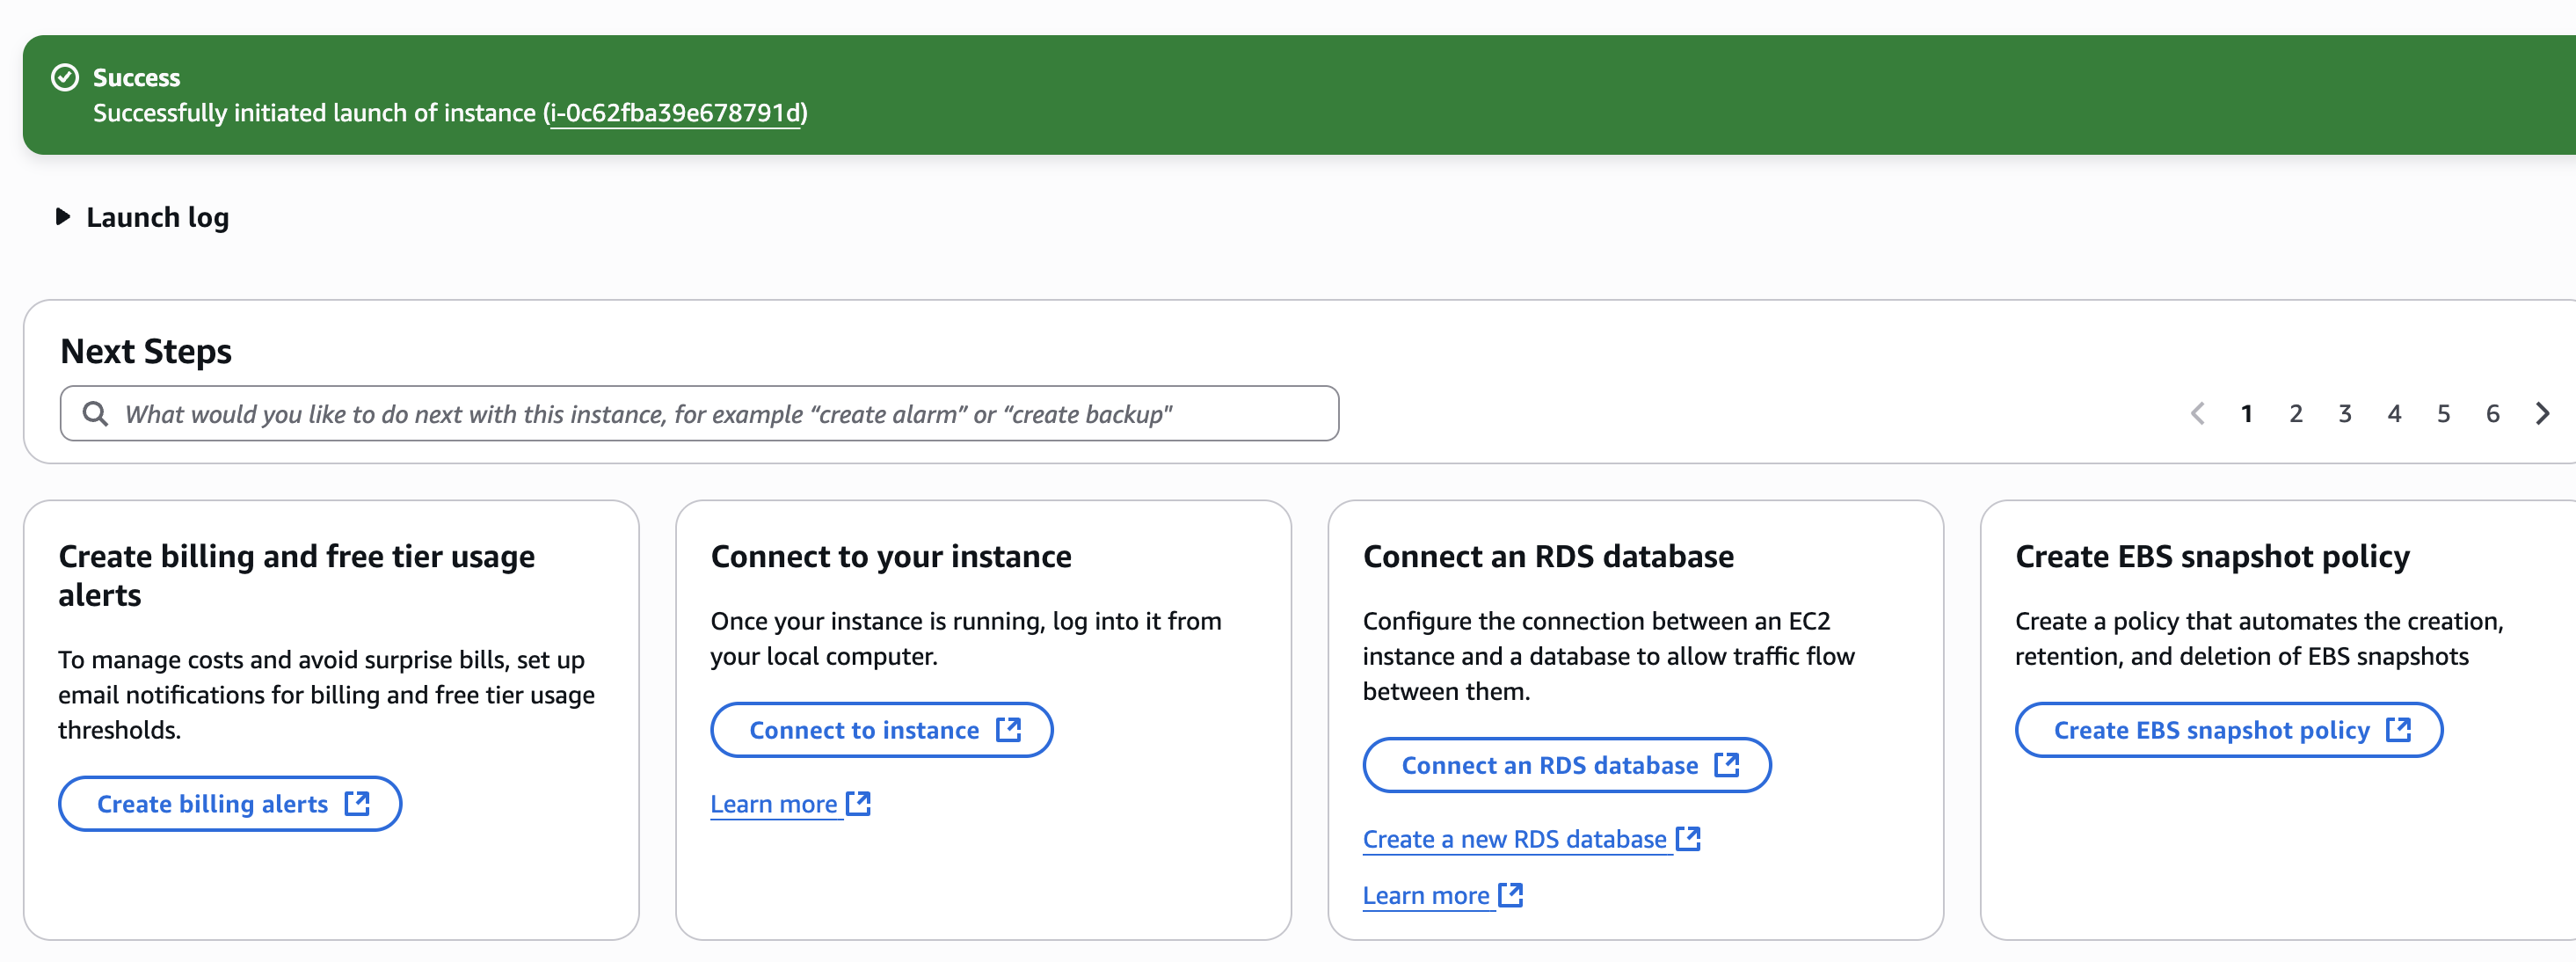 Success
Successfully initiated launch of instance (i-0c62fba39e678791d)
Launch log
Next Steps
What would you like to do next with this instance, for example “create alarm” or “create backup"
1 2 3 4 5 6
Create billing and free tier usage
alerts
To manage costs and avoid surprise bills, set up
email notifications for billing and free tier usage
thresholds.
Create billing alerts
Connect to your instance
Once your instance is running, log into it from
your local computer.
Connect to instance
Learn more
Connect an RDS database
Configure the connection between an EC2
instance and a database to allow traffic flow
between them.
Connect an RDS database
Create a new RDS database
Learn more
Create EBS snapshot policy
Create a policy that automates the creation,
retention, and deletion of EBS snapshots
Create EBS snapshot policy